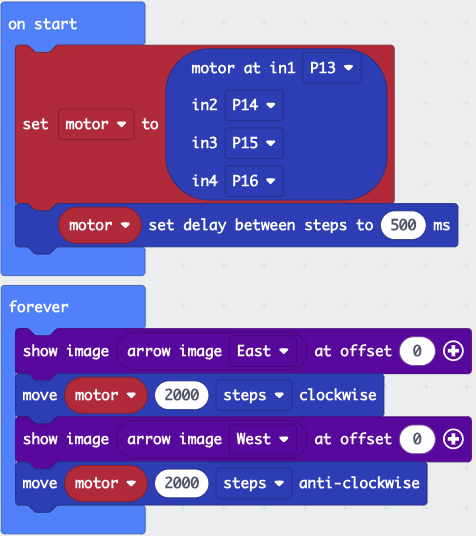 on start
set motor to motor at in1 P13
in2 P14
in3 P15
in4 P16
motor set delay between steps to 500 ms
forever
show image arrow image East at offset 0
move motor 2000 steps clockwise
show image arrow image West at offset 0
move motor 2000 steps anti-clockwise